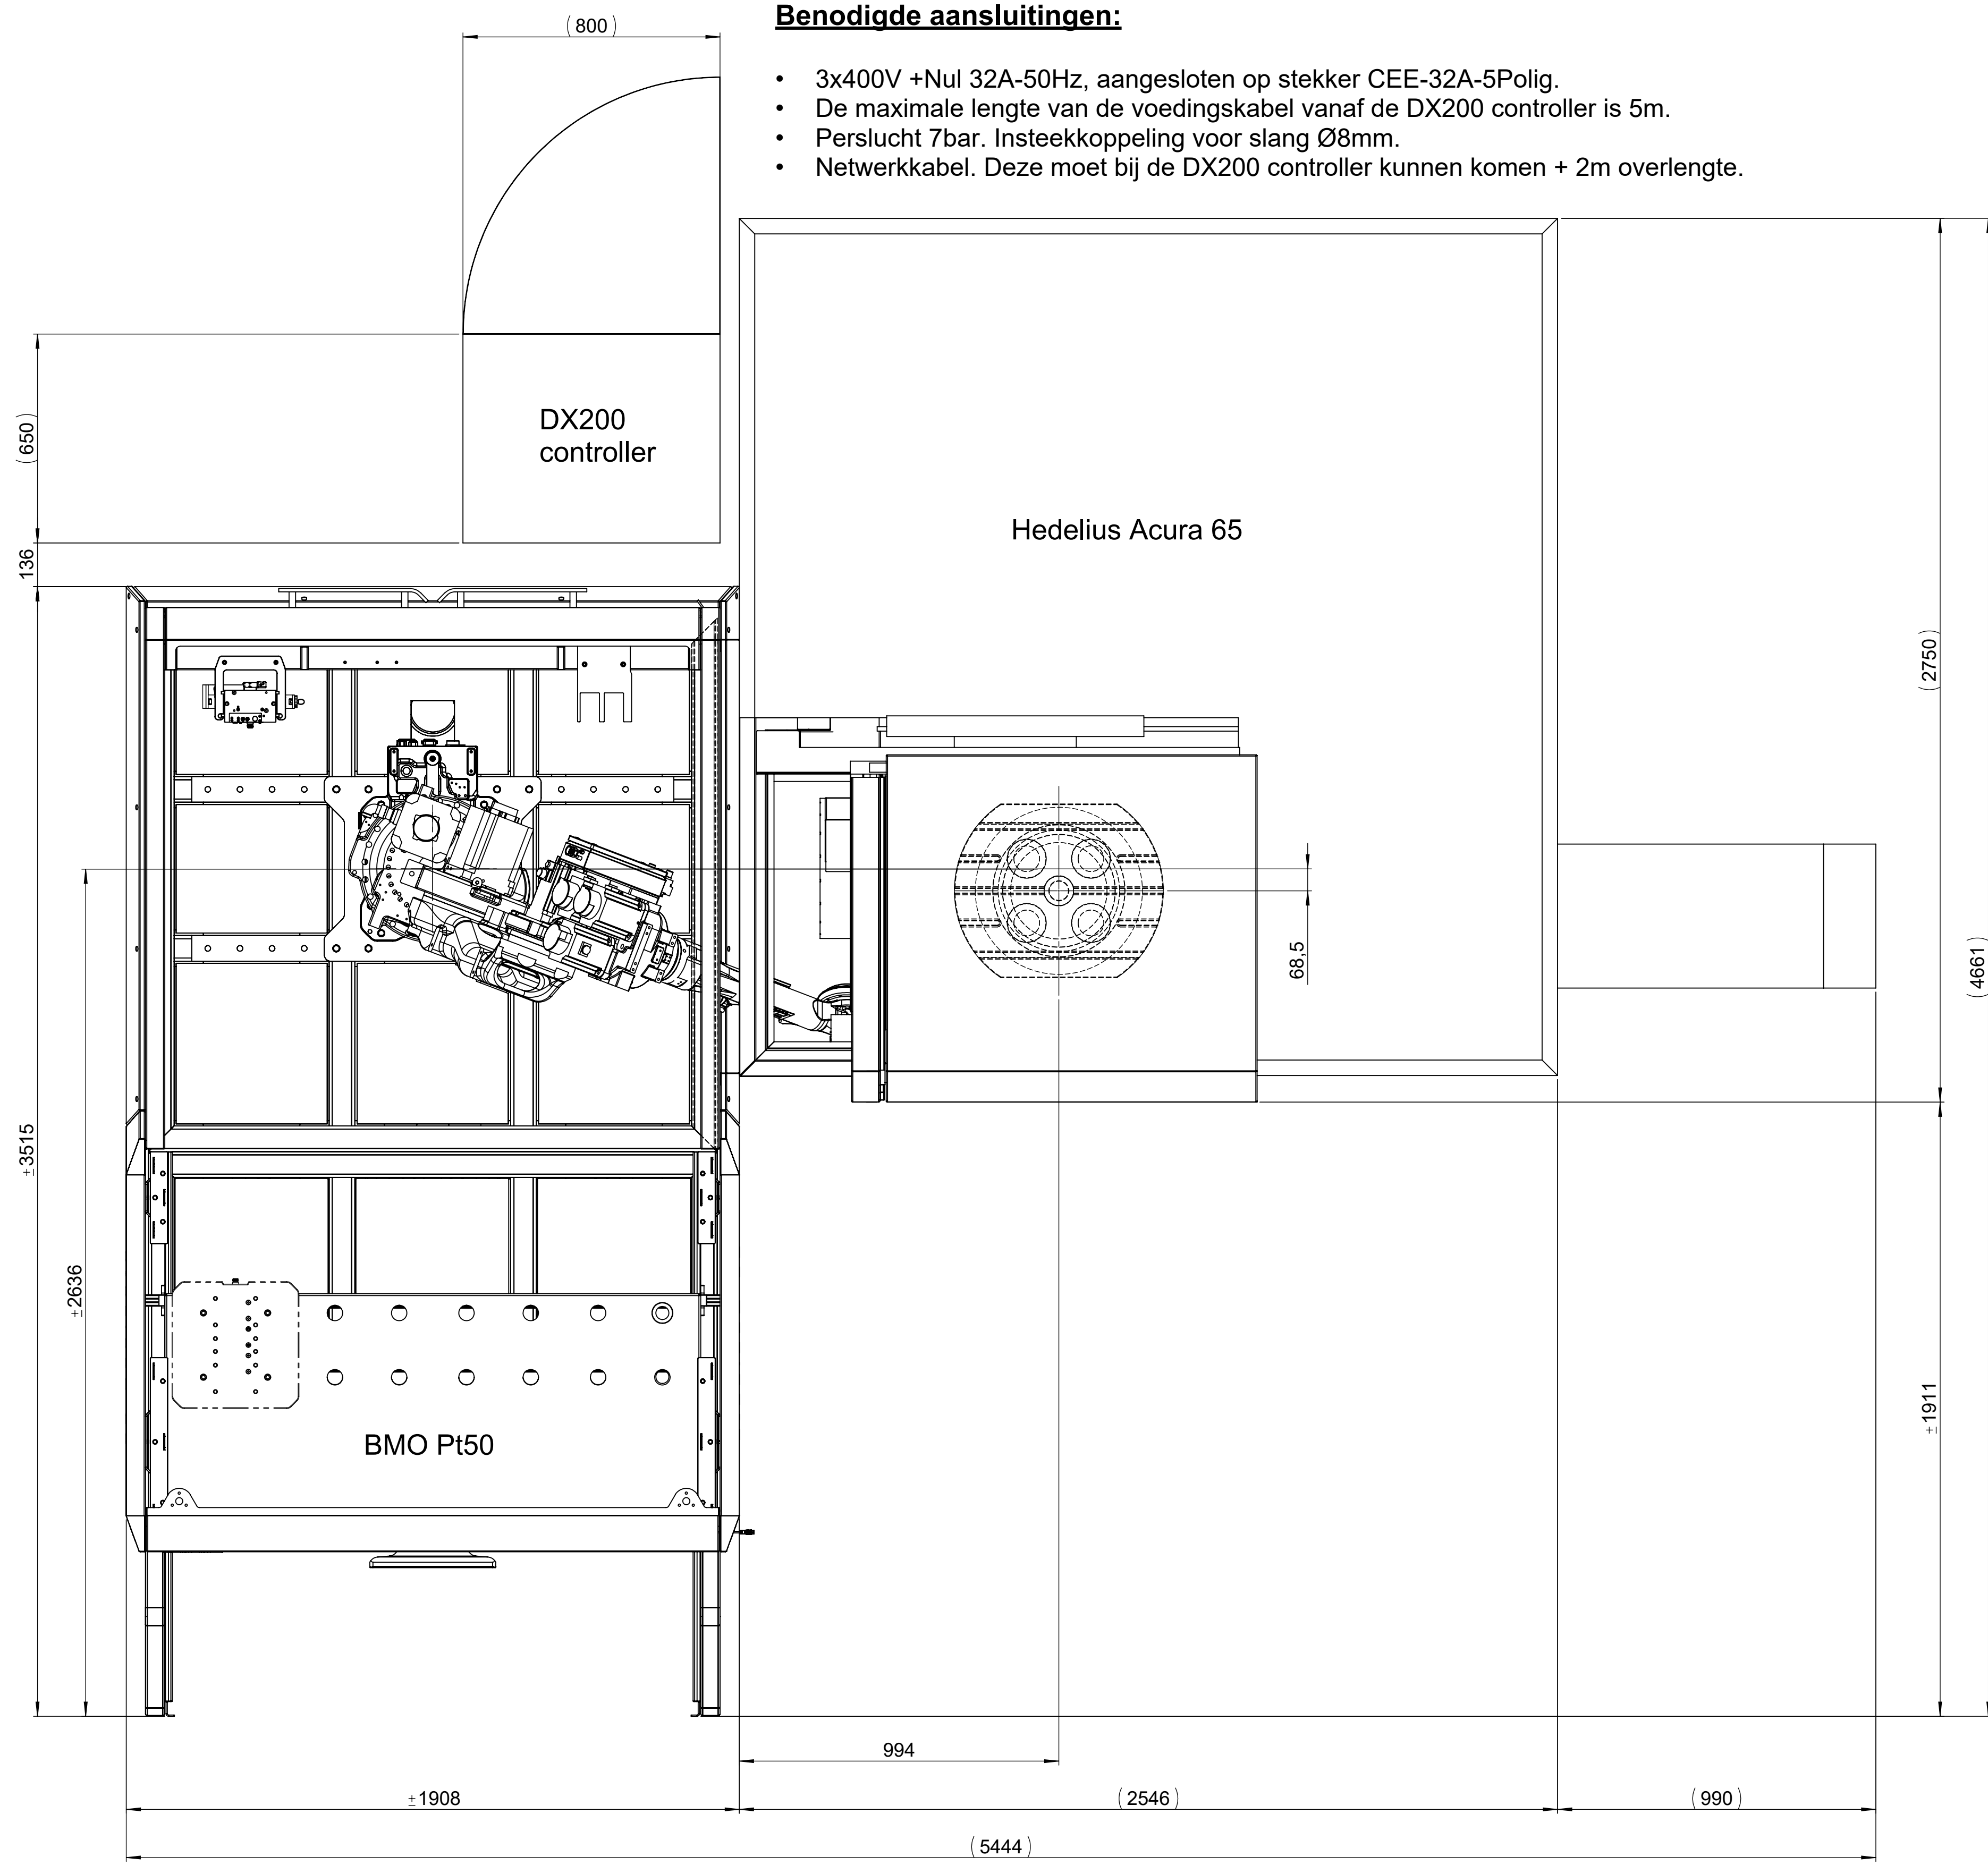 Benodigde aansluitingen:
• 3x400V +Nul 32A-50Hz, aangesloten op stekker CEE-32A-5Polig.
• De maximale lengte van de voedingskabel vanaf de DX200 controller is 5m.
• Perslucht 7bar. Insteekkoppeling voor slang Ø8mm.
• Netwerkkabel. Deze moet bij de DX200 controller kunnen komen + 2m overlengte.
(800)
(650)
136
DX200
controller
Hedelius Acura 65
(2750)
(4661)
68,5
±3515
±2636
±1911
BMO Pt50
994
±1908
(2546)
(990)
(5444)